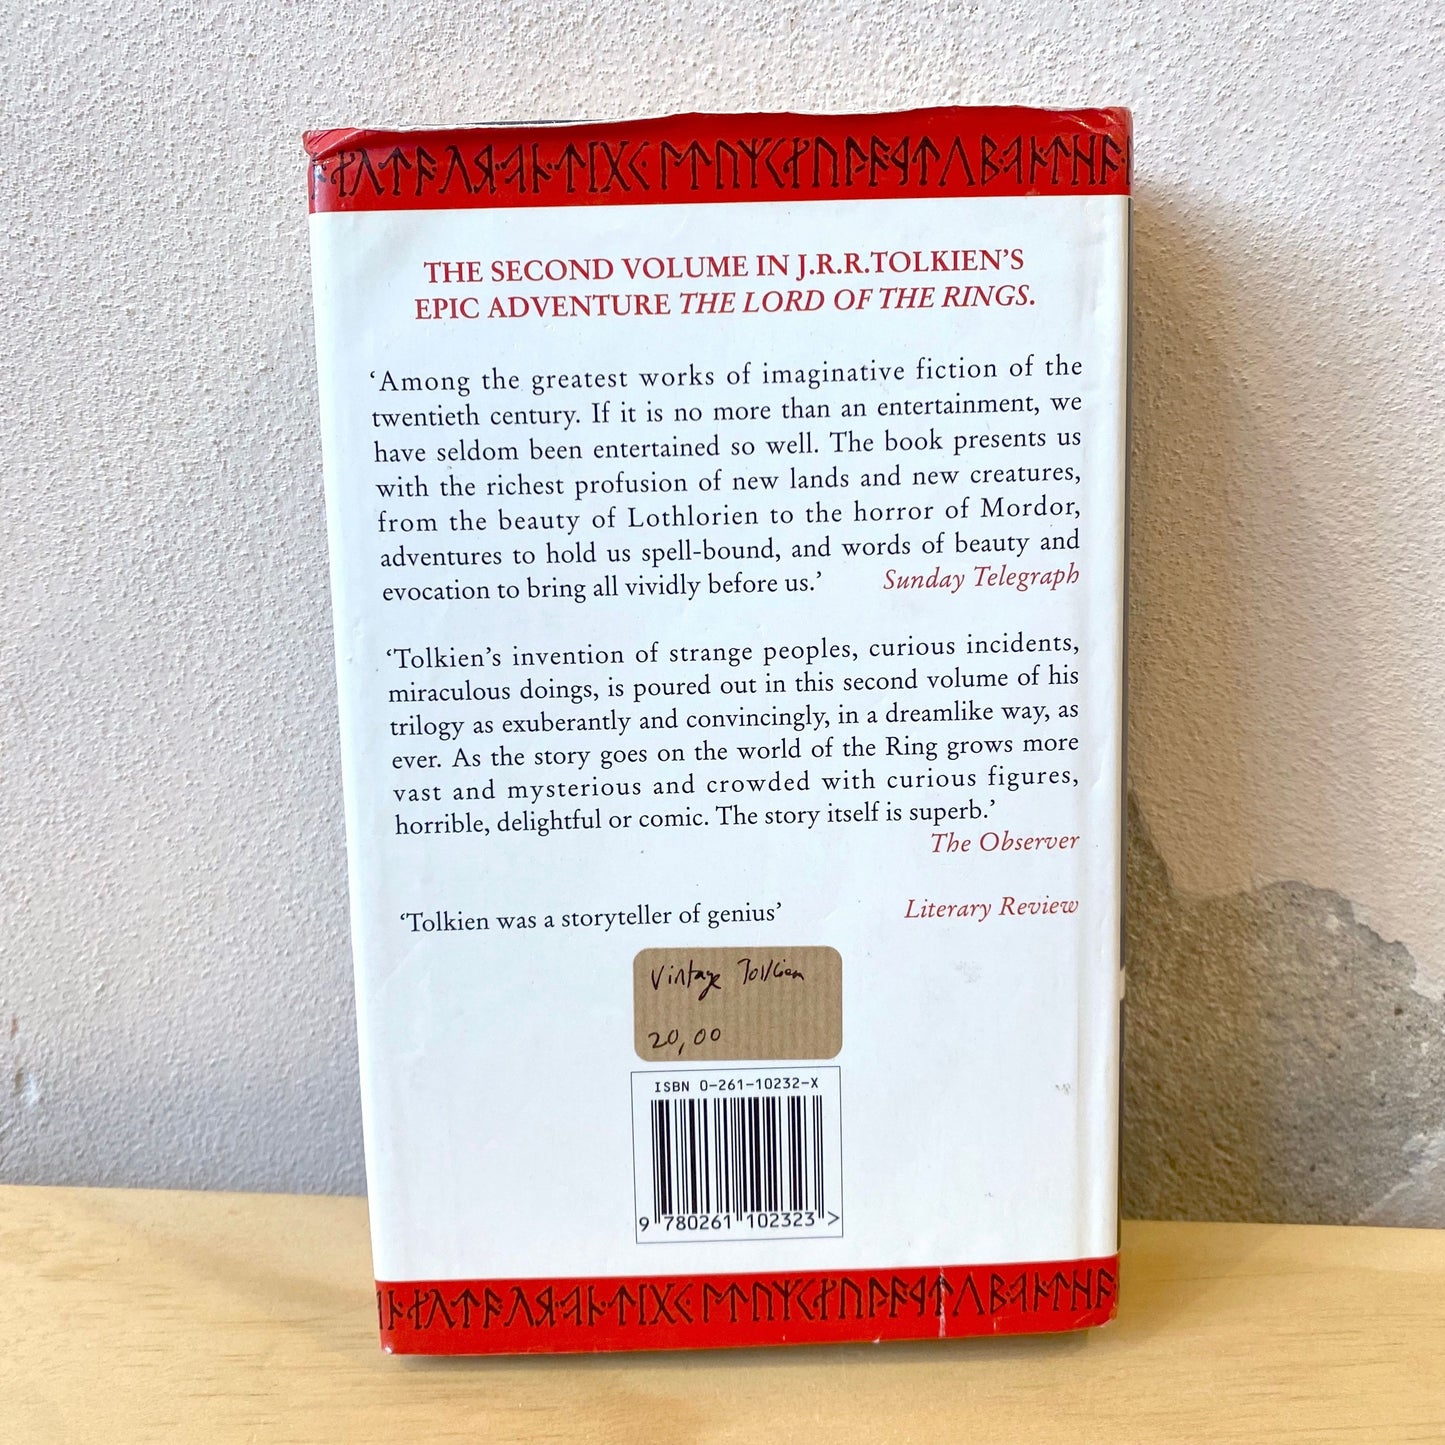 THE SECOND VOLUME IN J.R.R.TOLKIEN'S
EPIC ADVENTURE THE LORD OF THE RINGS.
‘Among the greatest works of imaginative fiction of the
twentieth century. If it is no more than an entertainment, we
have seldom been entertained so well. The book presents us
with the richest profusion of new lands and new creatures,
from the beauty of Lothlorien to the horror of Mordor,
adventures to hold us spell-bound, and words of beauty and
evocation to bring all vividly before us.’ Sunday Telegraph
‘Tolkien’s invention of strange peoples, curious incidents,
miraculous doings, is poured out in this second volume of his
trilogy as exuberantly and convincingly, in a dreamlike way, as
ever. As the story goes on the world of the Ring grows more
vast and mysterious and crowded with curious figures,
horrible, delightful or comic. The story itself is superb.’
The Observer
‘Tolkien was a storyteller of genius’ Literary Review
Vintage Tolkien
20,00
ISBN 0-261-10232-X
9 780261 102323 >